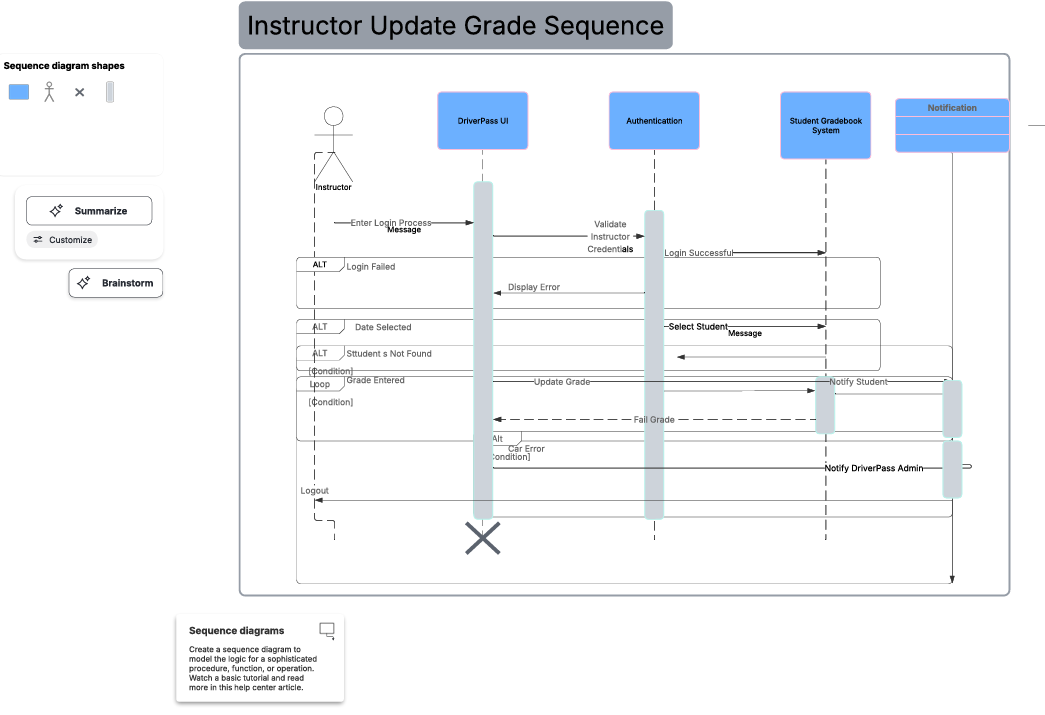 Instructor Update Grade Sequence
Sequence diagram shapes
Summarize
Customize
Brainstorm
Instructor
DriverPass UI
Authenticattion
Student Gradebook
System
Notification
Enter Login Process
Message
Validate
Instructor
Credentials
Login Successful
ALT
Login Failed
Display Error
ALT
Date Selected
Select Student
Message
ALT
Sttudent s Not Found
[Condition]
Loop
Grade Entered
Update Grade
Notify Student
[Condition]
Fail Grade
Alt
Car Error
Condition]
Notify DriverPass Admin
Logout
Sequence diagrams
Create a sequence diagram to
model the logic for a sophisticated
procedure, function, or operation.
Watch a basic tutorial and read
more in this help center article.